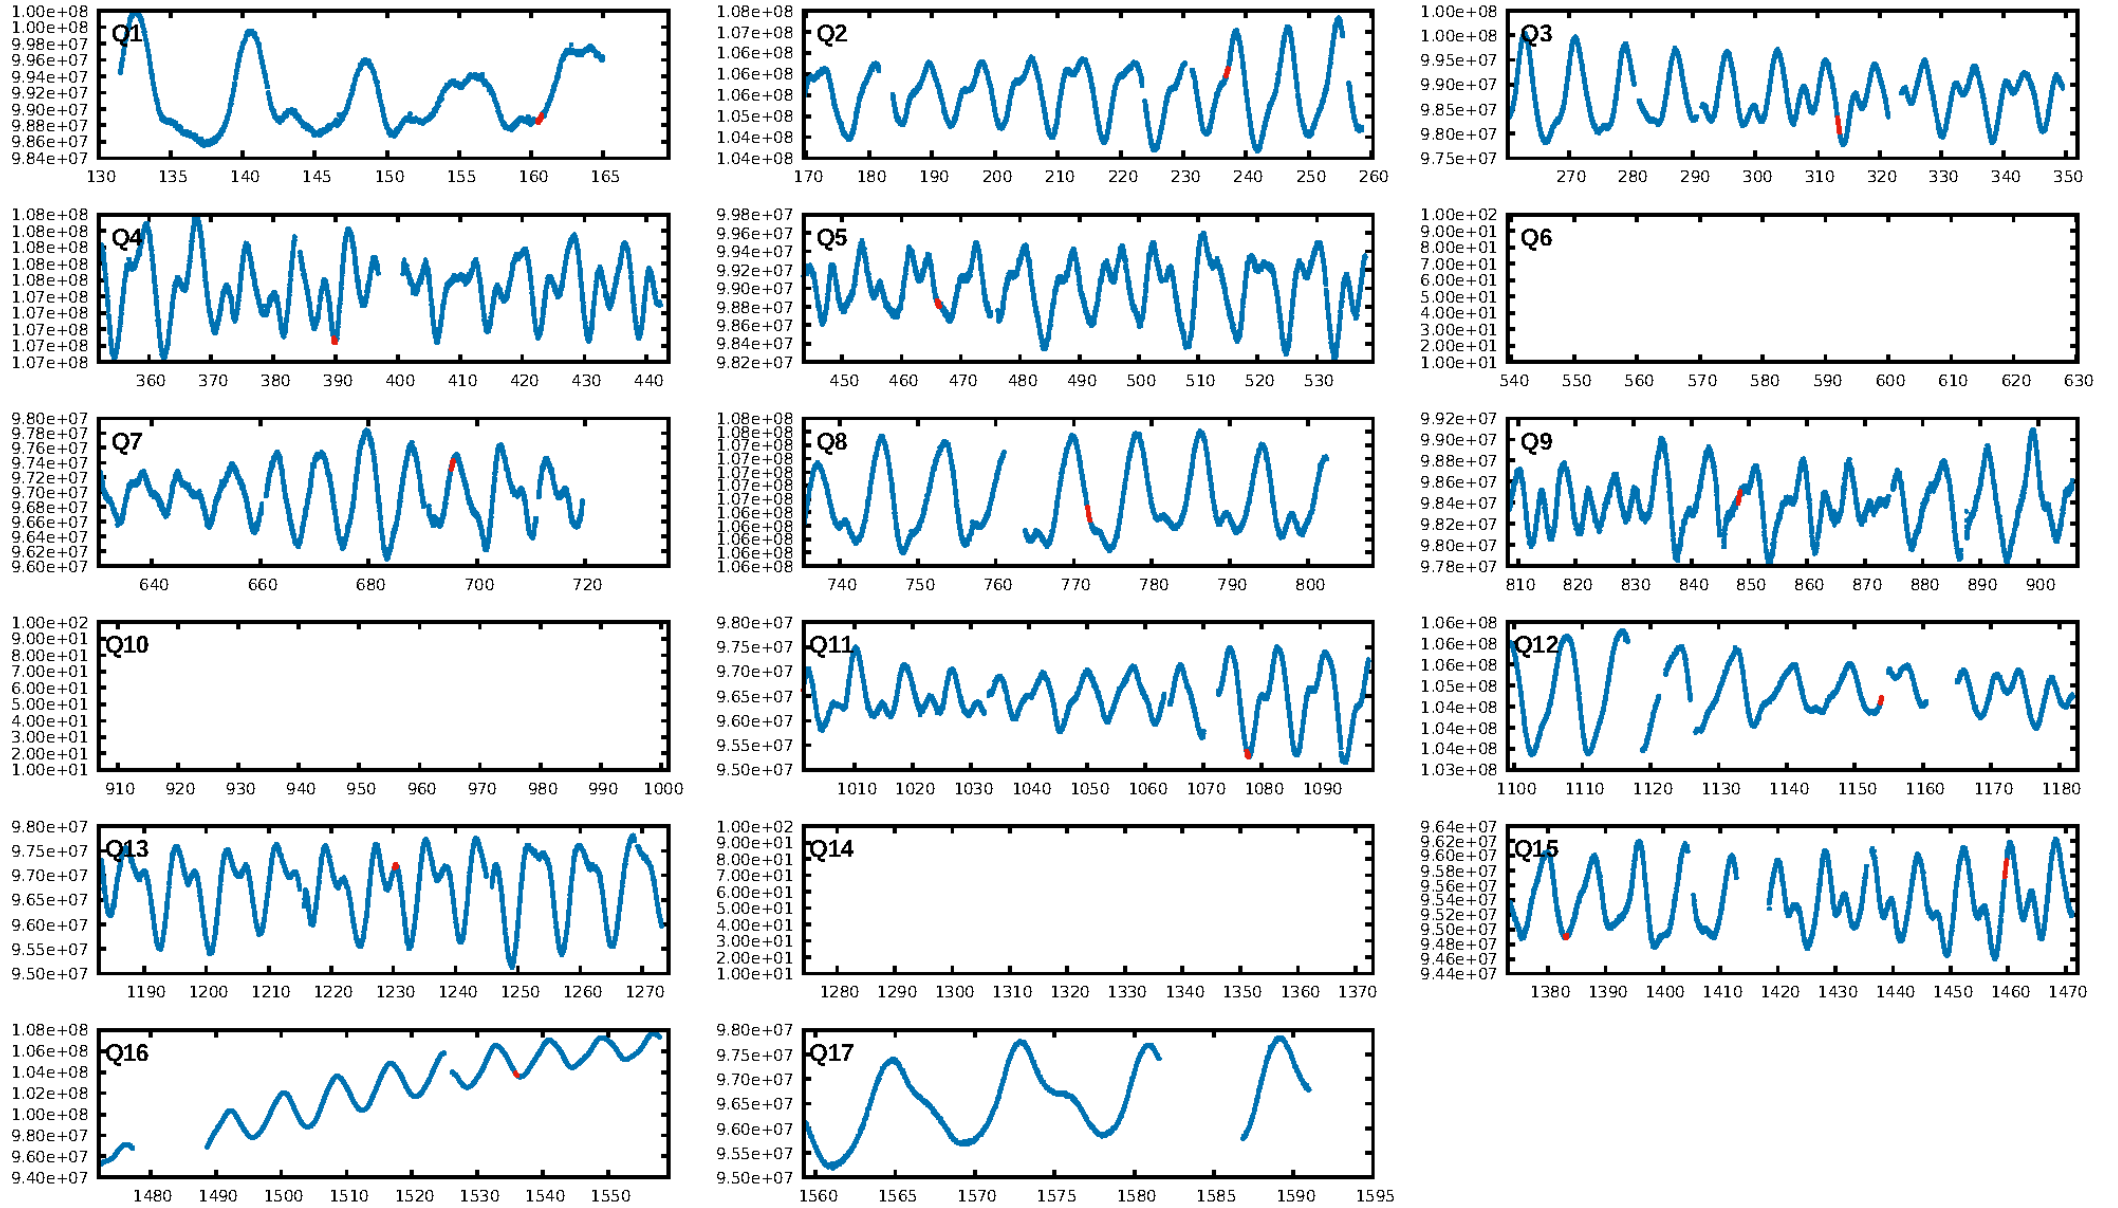 Q1
1.00e+08
9.98e+07
9.96e+07
9.94e+07
9.92e+07
9.90e+07
9.88e+07
9.86e+07
9.84e+07
130 135 140 145 150 155 160 165
Q2
1.08e+08
1.07e+08
1.06e+08
1.06e+08
1.06e+08
1.05e+08
1.04e+08
1.04e+08
170 180 190 200 210 220 230 240 250 260
Q3
1.00e+08
1.00e+08
9.95e+07
9.90e+07
9.85e+07
9.80e+07
9.75e+07
270 280 290 300 310 320 330 340 350
Q4
1.08e+08
1.08e+08
1.08e+08
1.08e+08
1.08e+08
1.07e+08
1.07e+08
1.07e+08
1.07e+08
1.07e+08
360 370 380 390 400 410 420 430 440
Q5
9.98e+07
9.96e+07
9.94e+07
9.92e+07
9.90e+07
9.88e+07
9.86e+07
9.84e+07
9.82e+07
450 460 470 480 490 500 510 520 530
Q6
1.00e+02
9.00e+01
8.00e+01
7.00e+01
6.00e+01
5.00e+01
4.00e+01
3.00e+01
2.00e+01
1.00e+01
540 550 560 570 580 590 600 610 620 630
Q7
9.80e+07
9.78e+07
9.76e+07
9.74e+07
9.72e+07
9.70e+07
9.68e+07
9.66e+07
9.64e+07
9.62e+07
9.60e+07
640 660 680 700 720
Q8
1.08e+08
1.08e+08
1.07e+08
1.07e+08
1.07e+08
1.07e+08
1.07e+08
1.06e+08
1.06e+08
1.06e+08
1.06e+08
1.06e+08
740 750 760 770 780 790 800
Q9
9.92e+07
9.90e+07
9.88e+07
9.86e+07
9.84e+07
9.82e+07
9.80e+07
9.78e+07
810 820 830 840 850 860 870 880 890 900
Q10
1.00e+02
9.00e+01
8.00e+01
7.00e+01
6.00e+01
5.00e+01
4.00e+01
3.00e+01
2.00e+01
1.00e+01
910 920 930 940 950 960 970 980 990 1000
Q11
9.80e+07
9.75e+07
9.70e+07
9.65e+07
9.60e+07
9.55e+07
9.50e+07
1010 1020 1030 1040 1050 1060 1070 1080 1090
Q12
1.06e+08
1.06e+08
1.06e+08
1.05e+08
1.04e+08
1.04e+08
1.04e+08
1.03e+08
1100 1110 1120 1130 1140 1150 1160 1170 1180
Q13
9.80e+07
9.75e+07
9.70e+07
9.65e+07
9.60e+07
9.55e+07
9.50e+07
1190 1200 1210 1220 1230 1240 1250 1260 1270
Q14
1.00e+02
9.00e+01
8.00e+01
7.00e+01
6.00e+01
5.00e+01
4.00e+01
3.00e+01
2.00e+01
1.00e+01
1280 1290 1300 1310 1320 1330 1340 1350 1360 1370
Q15
9.64e+07
9.62e+07
9.60e+07
9.58e+07
9.56e+07
9.54e+07
9.52e+07
9.50e+07
9.48e+07
9.46e+07
9.44e+07
1380 1390 1400 1410 1420 1430 1440 1450 1460 1470
Q16
1.08e+08
1.06e+08
1.04e+08
1.02e+08
1.00e+08
9.80e+07
9.60e+07
9.40e+07
1480 1490 1500 1510 1520 1530 1540 1550
Q17
9.80e+07
9.75e+07
9.70e+07
9.65e+07
9.60e+07
9.55e+07
9.50e+07
1560 1565 1570 1575 1580 1585 1590 1595